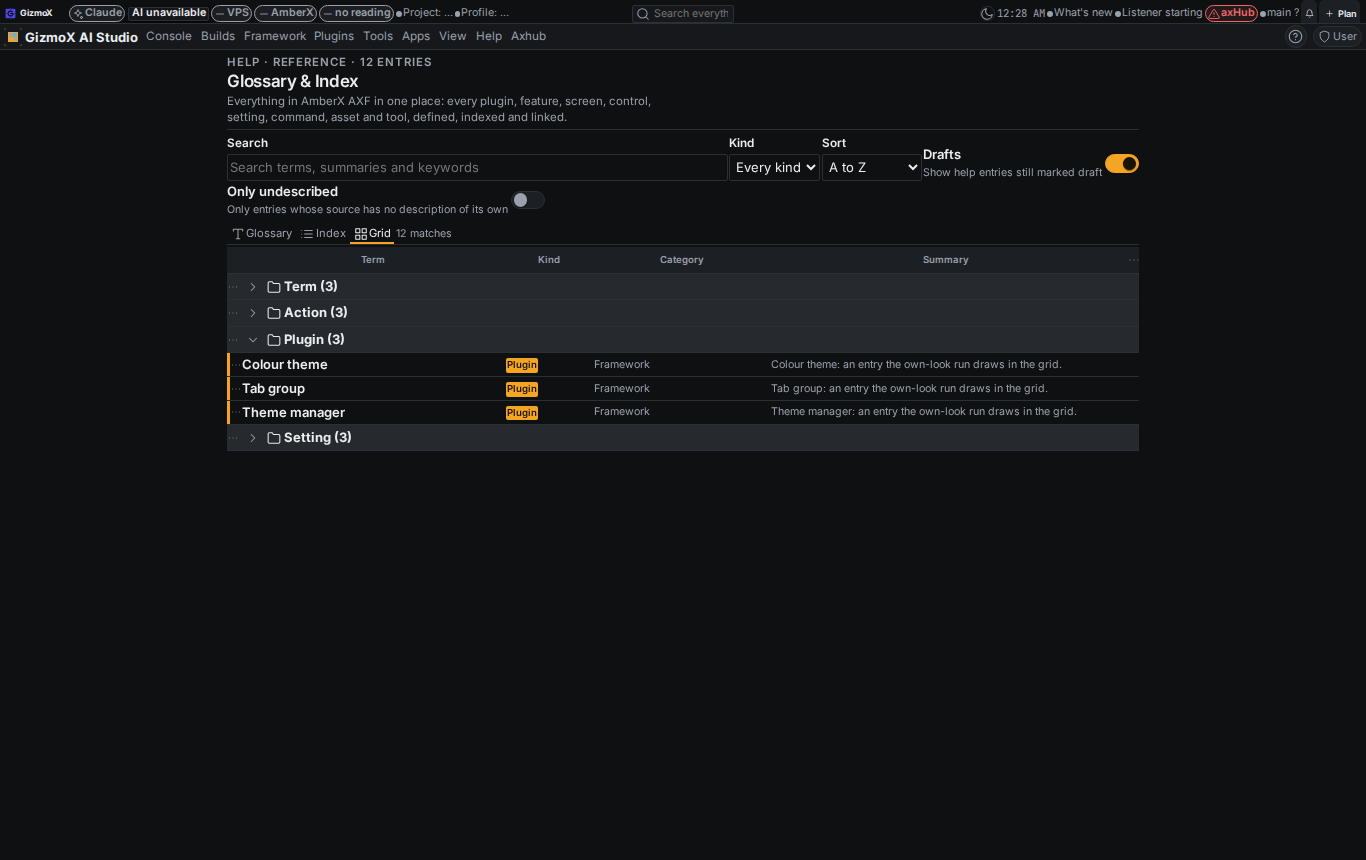 GizmoX Claude AI unavailable VPS AmberX no reading Project: ... Profile: ... Search everyth 12:28 AM What's new Listener starting axHub main ? + Plan
GizmoX AI Studio Console Builds Framework Plugins Tools Apps View Help Axhub User
HELP · REFERENCE · 12 ENTRIES
Glossary & Index
Everything in AmberX AXF in one place: every plugin, feature, screen, control,
setting, command, asset and tool, defined, indexed and linked.
Search Kind Sort
Search terms, summaries and keywords Every kind A to Z
Drafts
Show help entries still marked draft
Only undescribed
Only entries whose source has no description of its own
Glossary Index Grid 12 matches
Term Kind Category Summary
Term (3)
Action (3)
Plugin (3)
Colour theme Plugin Framework Colour theme: an entry the own-look run draws in the grid.
Tab group Plugin Framework Tab group: an entry the own-look run draws in the grid.
Theme manager Plugin Framework Theme manager: an entry the own-look run draws in the grid.
Setting (3)